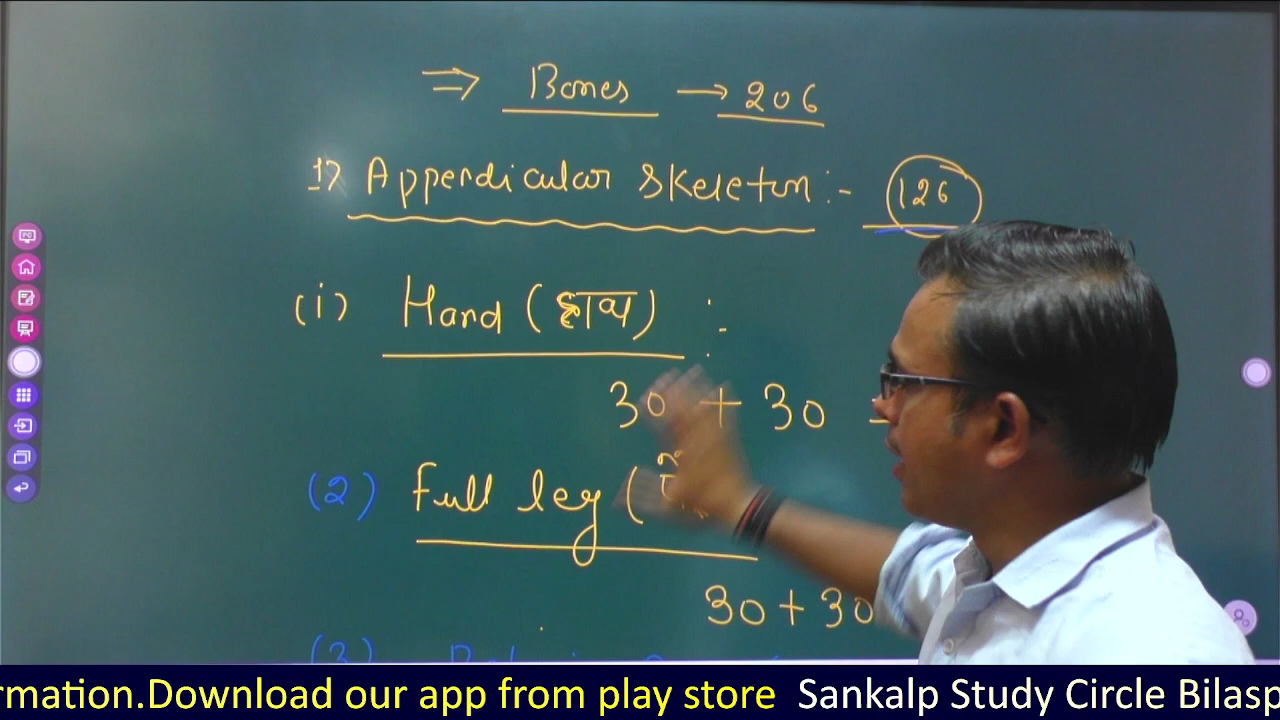 ⇒ Bones → 206
1) Appendicular skeleton:- 126
(i) Hand (हाथ) :-
30 + 30
(2) Full leg (
30 + 30
(3)
rmation.Download our app from play store Sankalp Study Circle Bilasp